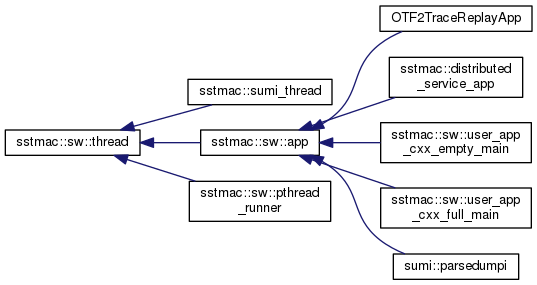 OTF2TraceReplayApp
sstmac::distributed
_service_app
sstmac::sumi_thread
sstmac::sw::thread
sstmac::sw::app
sstmac::sw::user_app
_cxx_empty_main
sstmac::sw::pthread
_runner
sstmac::sw::user_app
_cxx_full_main
sumi::parsedumpi